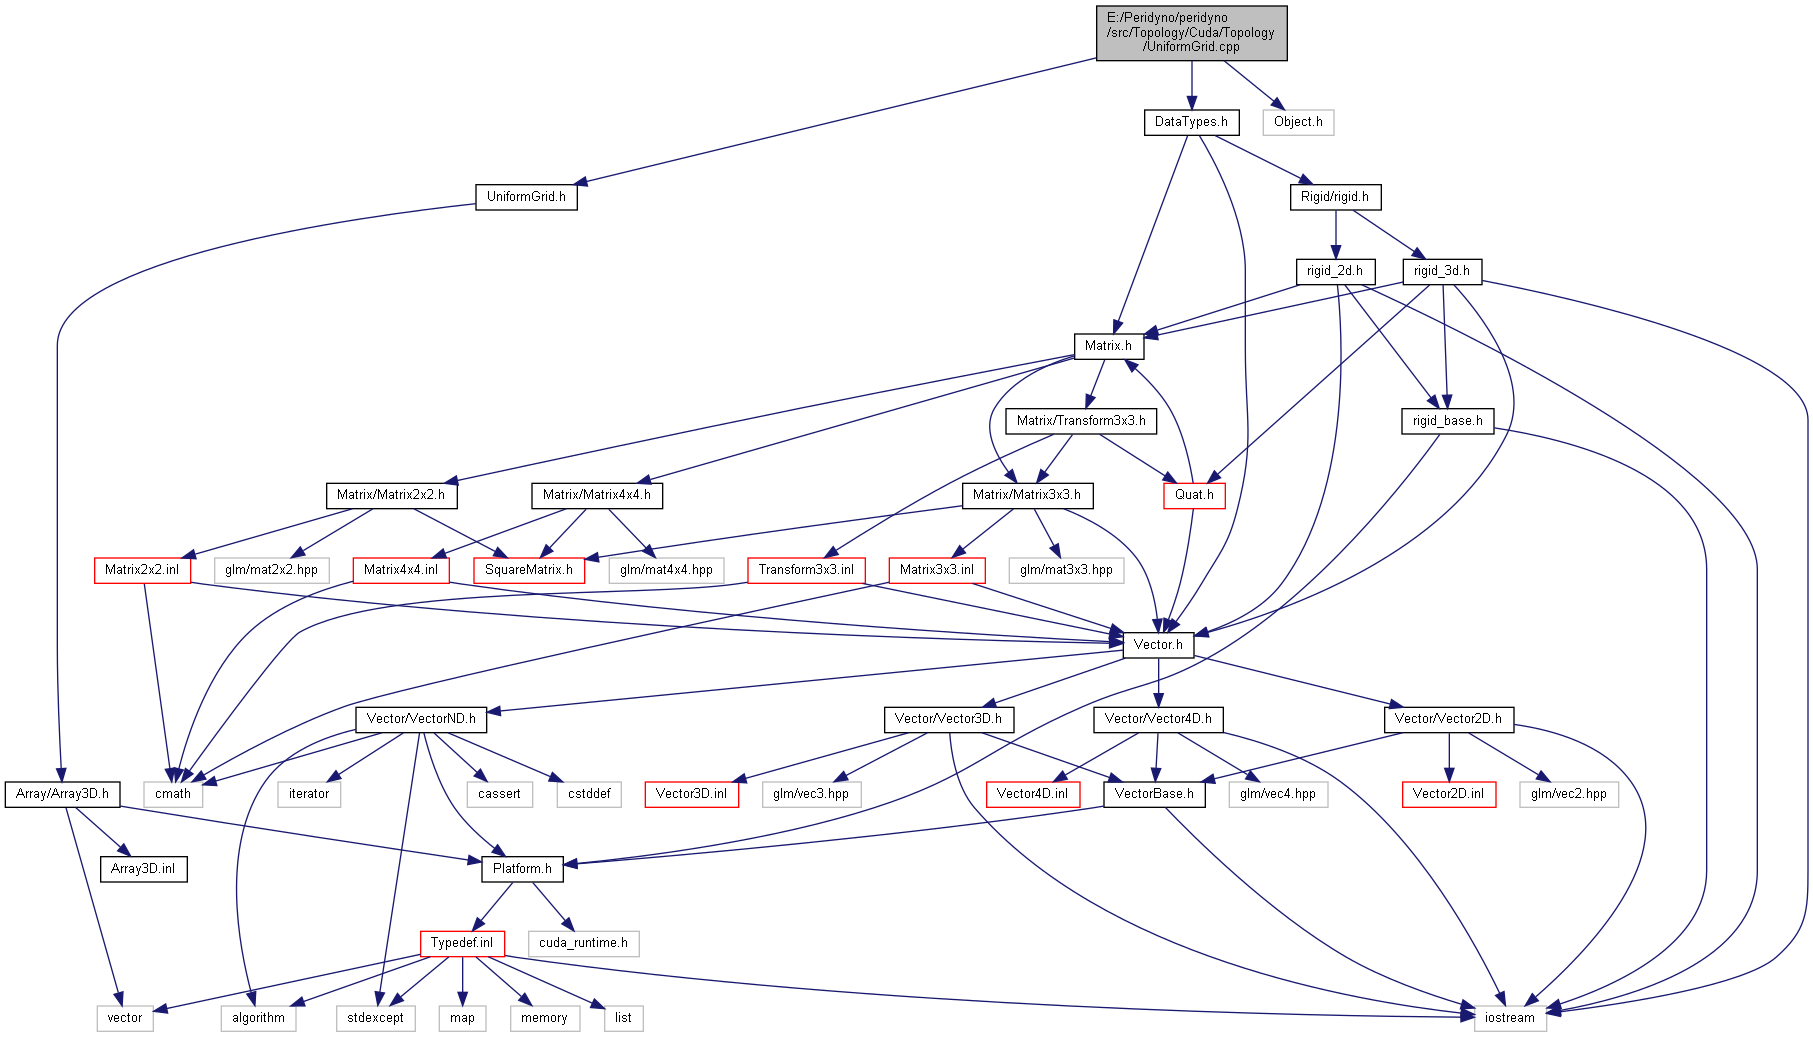 E:/Peridyno/peridyno
/src/Topology/Cuda/Topology
/UniformGrid.cpp
DataTypes.h
Object.h
UniformGrid.h
Rigid/rigid.h
rigid_2d.h
rigid_3d.h
Matrix.h
Matrix/Transform3x3.h
rigid_base.h
Matrix/Matrix2x2.h
Matrix/Matrix4x4.h
Matrix/Matrix3x3.h
Quat.h
Matrix2x2.inl
glm/mat2x2.hpp
Matrix4x4.inl
SquareMatrix.h
glm/mat4x4.hpp
Transform3x3.inl
Matrix3x3.inl
glm/mat3x3.hpp
Vector.h
Vector/VectorND.h
Vector/Vector3D.h
Vector/Vector4D.h
Vector/Vector2D.h
Array/Array3D.h
cmath
iterator
cassert
cstddef
Vector3D.inl
glm/vec3.hpp
Vector4D.inl
VectorBase.h
glm/vec4.hpp
Vector2D.inl
glm/vec2.hpp
Array3D.inl
Platform.h
Typedef.inl
cuda_runtime.h
vector
algorithm
stdexcept
map
memory
list
iostream